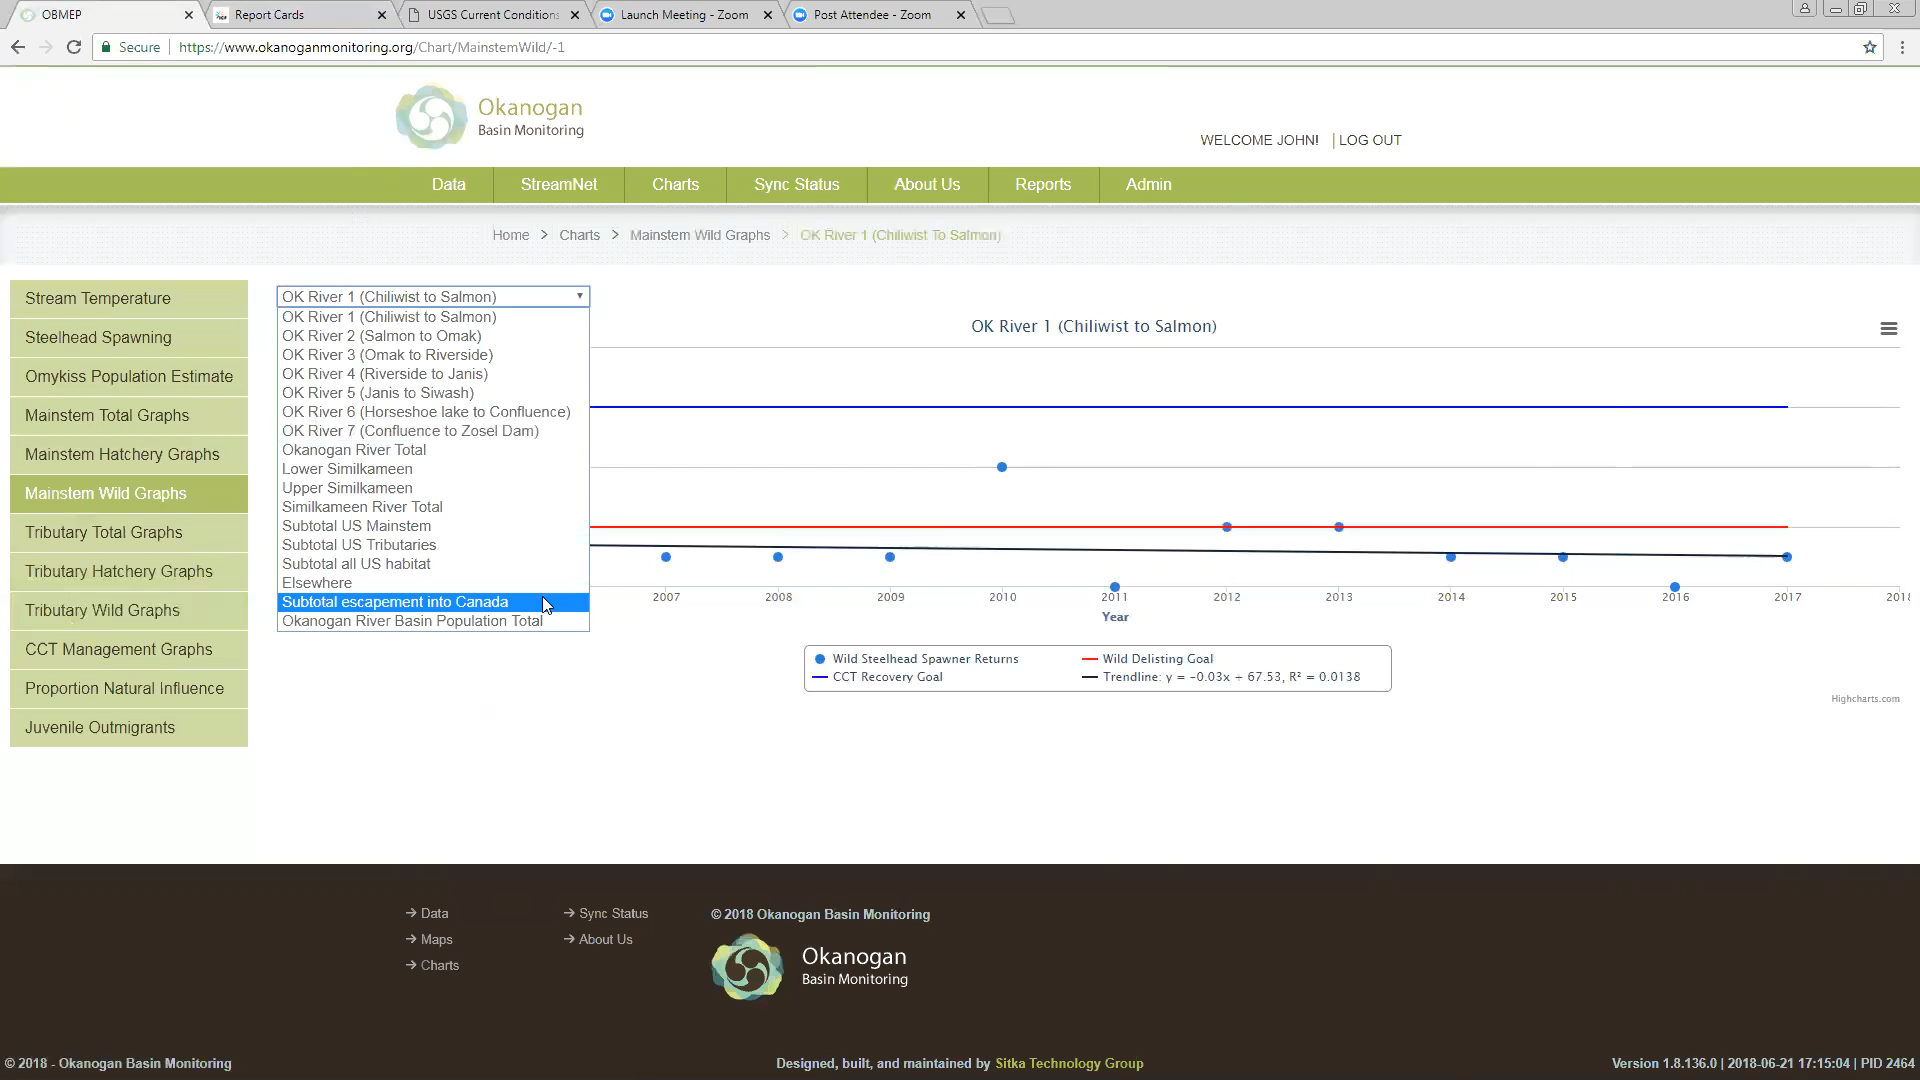 OBMEP
Report Cards
USGS Current Conditions
Launch Meeting - Zoom
Post Attendee - Zoom
Secure
https://www.okanoganmonitoring.org/Chart/MainstemWild/-1
Okanogan
Basin Monitoring
WELCOME JOHN! | LOG OUT
Data
StreamNet
Charts
Sync Status
About Us
Reports
Admin
Home > Charts > Mainstem Wild Graphs > OK River 1 (Chiliwist To Salmon)
Stream Temperature
Steelhead Spawning
Omykiss Population Estimate
Mainstem Total Graphs
Mainstem Hatchery Graphs
Mainstem Wild Graphs
Tributary Total Graphs
Tributary Hatchery Graphs
Tributary Wild Graphs
CCT Management Graphs
Proportion Natural Influence
Juvenile Outmigrants
OK River 1 (Chiliwist to Salmon)
OK River 1 (Chiliwist to Salmon)
OK River 2 (Salmon to Omak)
OK River 3 (Omak to Riverside)
OK River 4 (Riverside to Janis)
OK River 5 (Janis to Siwash)
OK River 6 (Horseshoe lake to Confluence)
OK River 7 (Confluence to Zosel Dam)
Okanogan River Total
Lower Similkameen
Upper Similkameen
Similkameen River Total
Subtotal US Mainstem
Subtotal US Tributaries
Subtotal all US habitat
Elsewhere
Subtotal escapement into Canada
Okanogan River Basin Population Total
OK River 1 (Chiliwist to Salmon)
2007 2008 2009 2010 2011 2012 2013 2014 2015 2016 2017 2018
Year
Wild Steelhead Spawner Returns
Wild Delisting Goal
CCT Recovery Goal
Trendline: y = -0.03x + 67.53, R² = 0.0138
Highcharts.com
→ Data
→ Maps
→ Charts
→ Sync Status
→ About Us
© 2018 Okanogan Basin Monitoring
Okanogan
Basin Monitoring
© 2018 - Okanogan Basin Monitoring
Designed, built, and maintained by Sitka Technology Group
Version 1.8.136.0 | 2018-06-21 17:15:04 | PID 2464